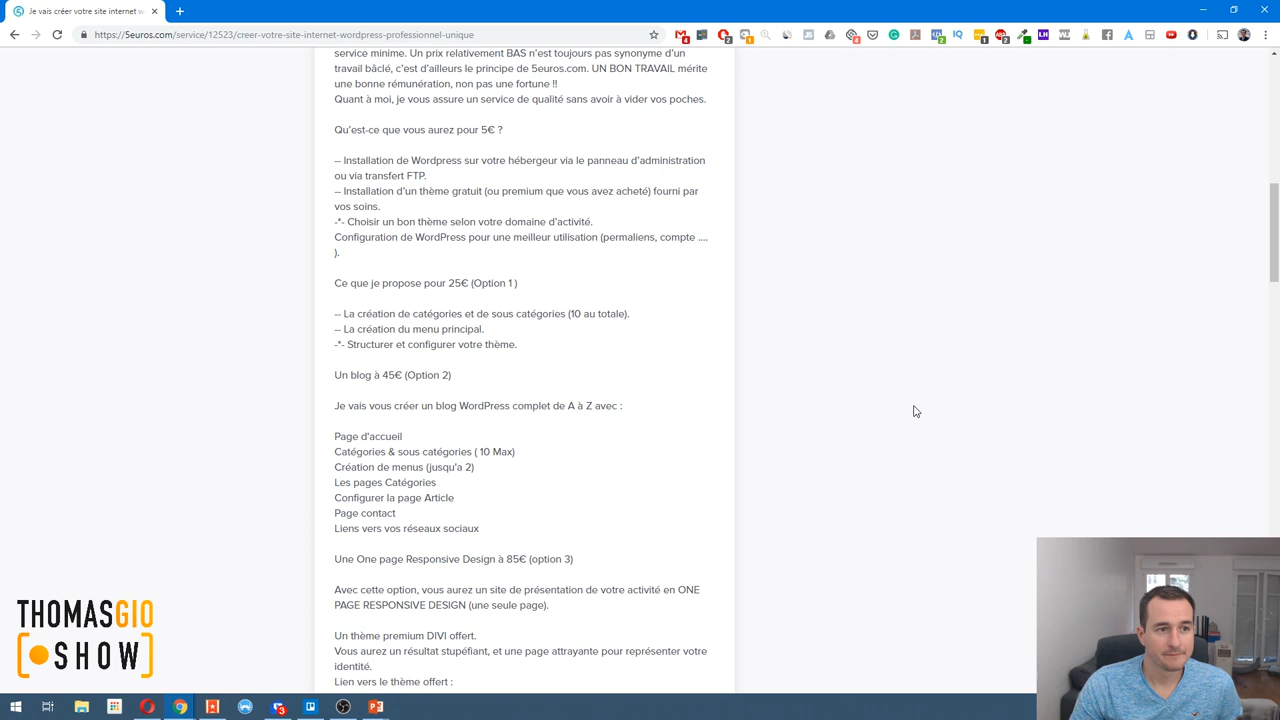 Je vais créer votre site internet w
https://5euros.com/service/12523/creer-votre-site-internet-wordpress-professionnel-unique
service minime. Un prix relativement BAS n'est toujours pas synonyme d'un
travail bâclé, c'est d'ailleurs le principe de 5euros.com. UN BON TRAVAIL mérite
une bonne rémunération, non pas une fortune !!
Quant à moi, je vous assure un service de qualité sans avoir à vider vos poches.
Qu'est-ce que vous aurez pour 5€ ?
-- Installation de Wordpress sur votre hébergeur via le panneau d'administration
ou via transfert FTP.
-- Installation d'un thème gratuit (ou premium que vous avez acheté) fourni par
vos soins.
-*- Choisir un bon thème selon votre domaine d'activité.
Configuration de WordPress pour une meilleur utilisation (permaliens, compte ....
).
Ce que je propose pour 25€ (Option 1 )
-- La création de catégories et de sous catégories (10 au totale).
-- La création du menu principal.
-*- Structurer et configurer votre thème.
Un blog à 45€ (Option 2)
Je vais vous créer un blog WordPress complet de A à Z avec :
Page d'accueil
Catégories & sous catégories ( 10 Max)
Création de menus (jusqu'a 2)
Les pages Catégories
Configurer la page Article
Page contact
Liens vers vos réseaux sociaux
Une One page Responsive Design à 85€ (option 3)
Avec cette option, vous aurez un site de présentation de votre activité en ONE
PAGE RESPONSIVE DESIGN (une seule page).
Un thème premium DIVI offert.
Vous aurez un résultat stupéfiant, et une page attrayante pour représenter votre
identité.
Lien vers le thème offert :
THOMASGIO
SHOW